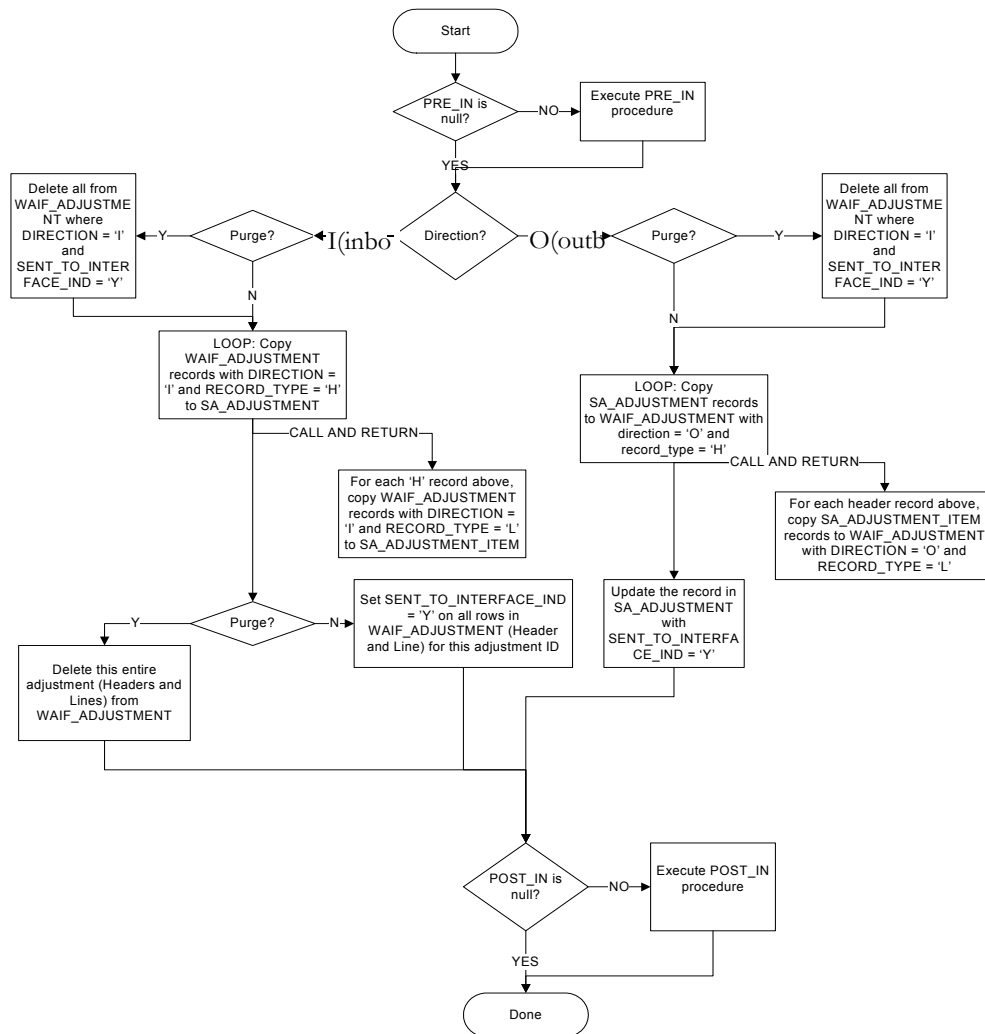 Start
PRE_IN is
null?
NO
Execute PRE_IN
procedure
YES
Delete all from
WAIF_ADJUSTME
NT where
DIRECTION = ‘I’
and
SENT_TO_INTER
FACE_IND = ‘Y’
Y
Purge?
I(inbo
Direction?
O(outb
Purge?
Y
Delete all from
WAIF_ADJUSTME
NT where
DIRECTION = ‘I’
and
SENT_TO_INTER
FACE_IND = ‘Y’
N
N
LOOP: Copy
WAIF_ADJUSTMENT
records with DIRECTION =
‘I’ and RECORD_TYPE = ‘H’
to SA_ADJUSTMENT
LOOP: Copy
SA_ADJUSTMENT records
to WAIF_ADJUSTMENT with
direction = ‘O’ and
record_type = ‘H’
CALL AND RETURN
CALL AND RETURN
For each ‘H’ record above,
copy WAIF_ADJUSTMENT
records with DIRECTION =
‘I’ and RECORD_TYPE = ‘L’
to SA_ADJUSTMENT_ITEM
For each header record above,
copy SA_ADJUSTMENT_ITEM
records to WAIF_ADJUSTMENT
with DIRECTION = ‘O’ and
RECORD_TYPE = ‘L’
Y
Purge?
N
Set SENT_TO_INTERFACE_IND
= ’Y’ on all rows in
WAIF_ADJUSTMENT (Header
and Line) for this adjustment ID
Update the record in
SA_ADJUSTMENT
with
SENT_TO_INTERFA
CE_IND = ‘Y’
Delete this entire
adjustment (Headers and
Lines) from
WAIF_ADJUSTMENT
POST_IN is
null?
NO
Execute POST_IN
procedure
YES
Done